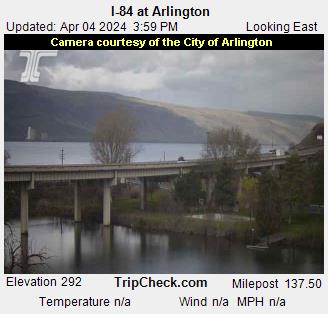 I-84 at Arlington
Updated: Apr 04 2024 3:59 PM Looking East
Camera courtesy of the City of Arlington
Elevation 292 TripCheck.com Milepost 137.50
Temperature n/a Wind n/a MPH n/a